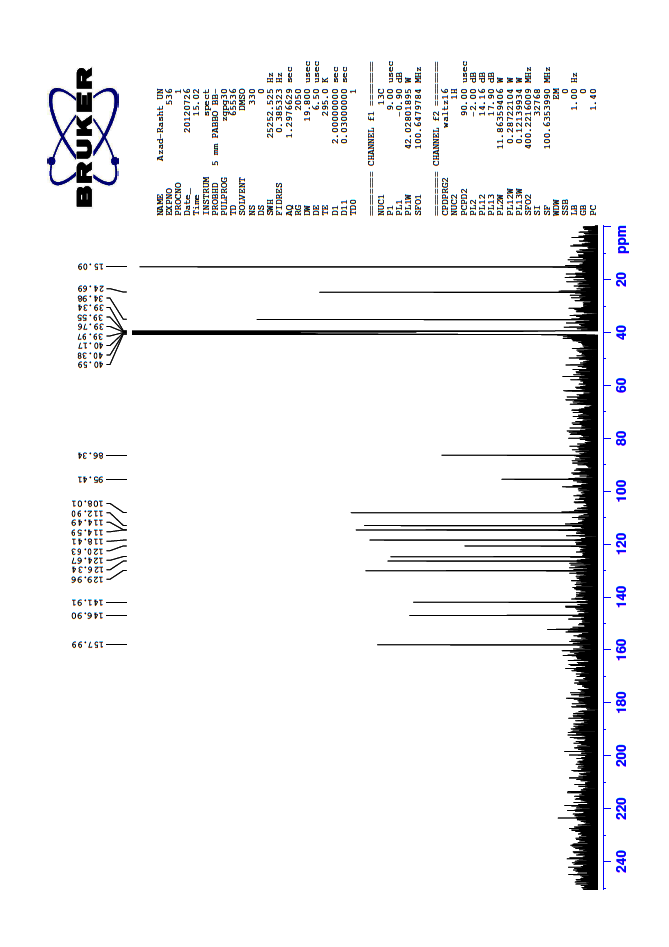 BRUKER
NAME Azad-Rasht UN
EXPNO 536
PROCNO 1
Date_ 20120726
Time 15.02
INSTRUM spect
PROBHD 5 mm PABBO BB-
PULPROG zgpg30
TD 65536
SOLVENT DMSO
NS 330
DS 0
SWH 25252.525 Hz
FIDRES 0.385323 Hz
AQ 1.2976629 sec
RG 2050
DW 19.800 usec
DE 6.50 usec
TE 295.0 K
D1 2.00000000 sec
D11 0.03000000 sec
TD0 1
======== CHANNEL f1 ========
NUC1 13C
P1 9.00 usec
PL1 -0.90 dB
PL1W 42.02801895 W
SFO1 100.6479784 MHz
======== CHANNEL f2 ========
CPDPRG2 waltz16
NUC2 1H
PCPD2 90.00 usec
PL2 -2.00 dB
PL12 14.16 dB
PL13 17.90 dB
PL2W 11.86359406 W
PL12W 0.28722104 W
PL13W 0.12139934 W
SFO2 400.2216009 MHz
SI 32768
SF 100.6353990 MHz
WDW EM
SSB 0
LB 1.00 Hz
GB 0
PC 1.40
15.09
24.69
34.98
39.34
39.55
39.76
39.97
40.17
40.38
40.59
86.34
95.41
108.01
112.90
114.49
114.59
118.41
120.63
124.67
126.34
129.96
141.91
146.90
157.99
ppm
20
40
60
80
100
120
140
160
180
200
220
240